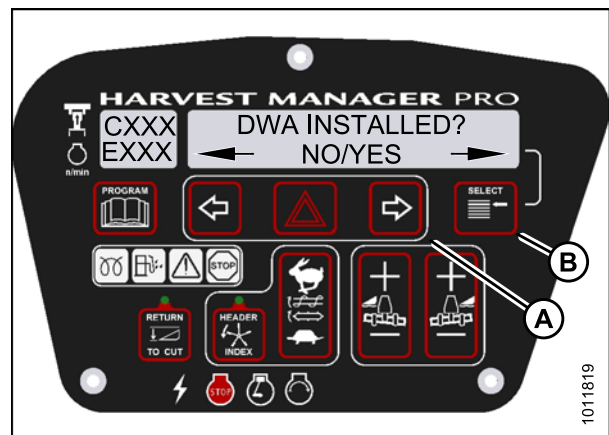 HARVEST MANAGER PRO
CXXX
EXXX
DWA INSTALLED?
NO/YES
n/min
PROGRAM
SELECT
B
STOP
A
RETURN
TO CUT
HEADER
INDEX
STOP
1011819